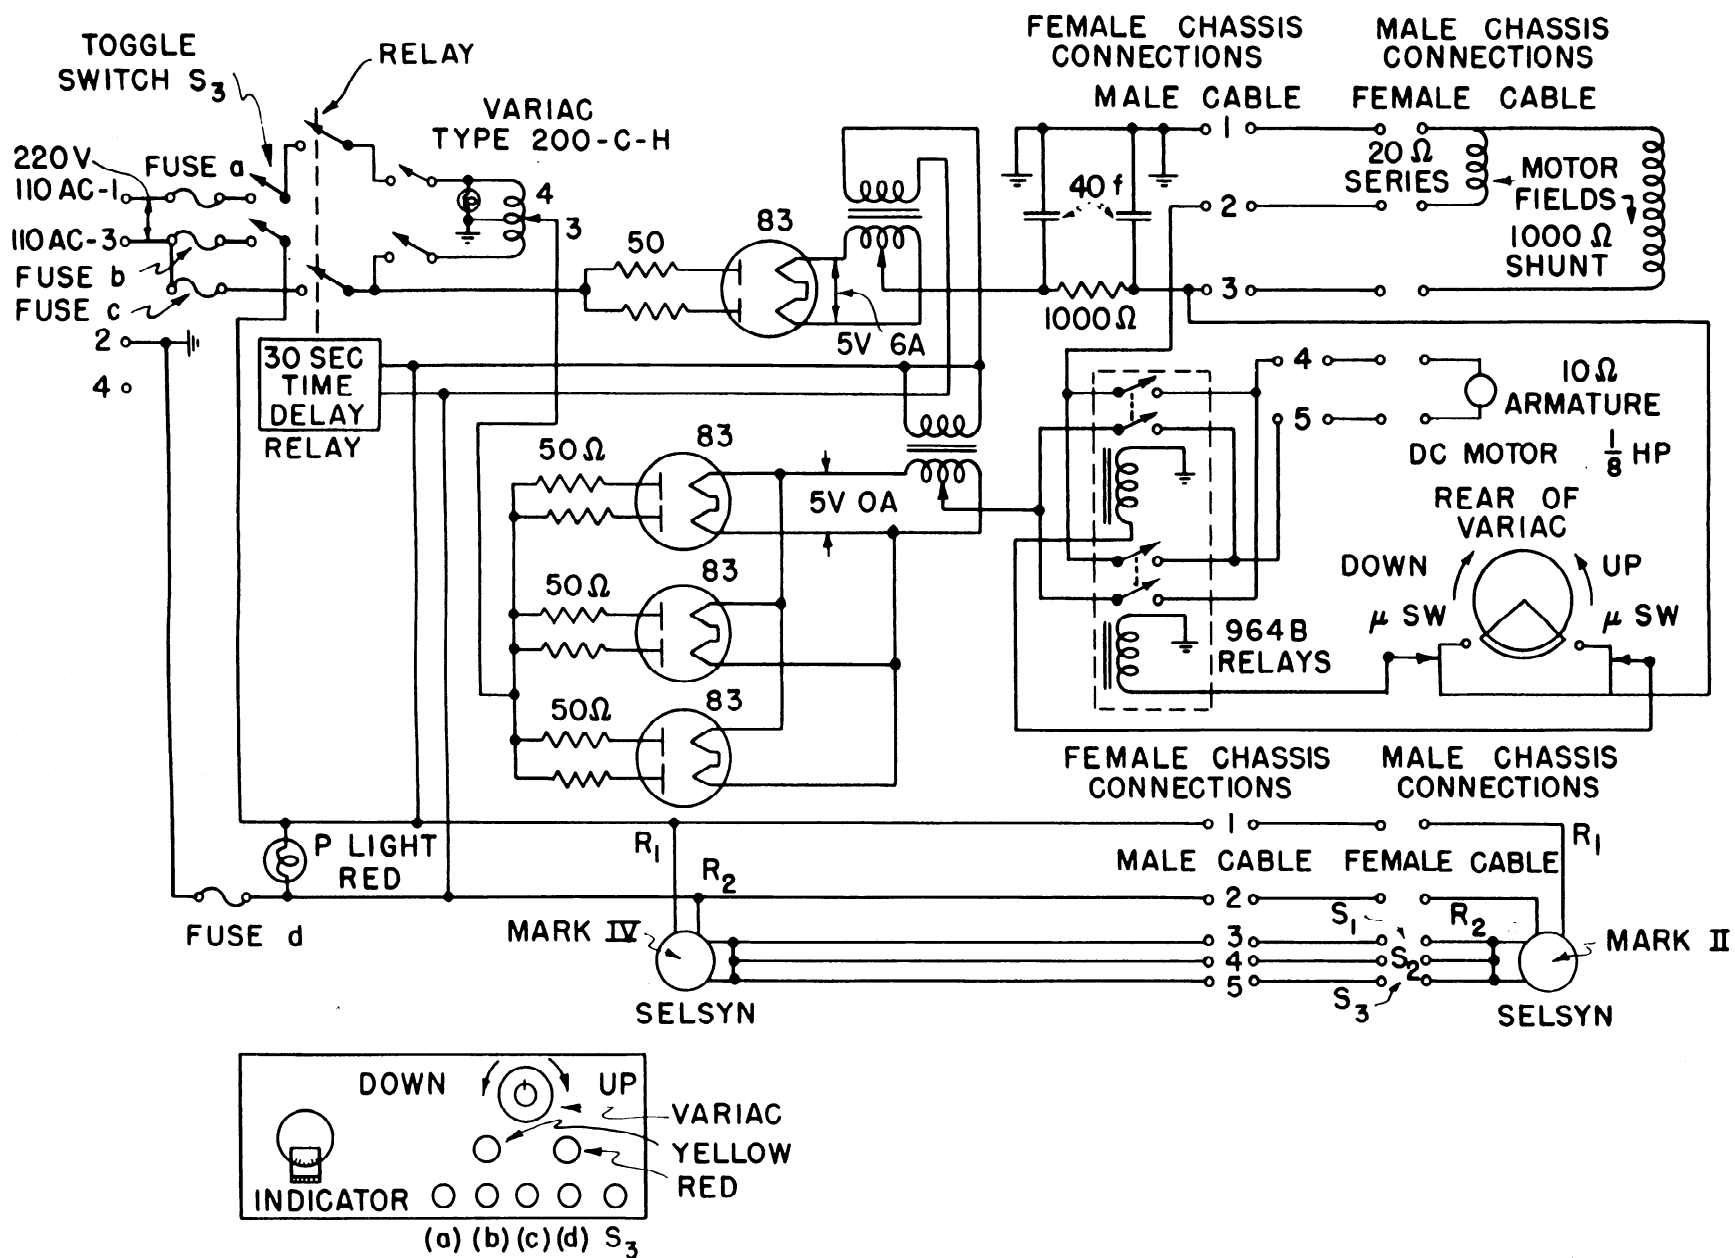 TOGGLE
SWITCH S3
RELAY
VARIAC
TYPE 200-C-H
FEMALE CHASSIS
CONNECTIONS
MALE CHASSIS
CONNECTIONS
MALE CABLE
FEMALE CABLE
220V
110 AC-1
FUSE a
110 AC-3
FUSE b
FUSE c
2
4
4
3
50
83
5V 6A
40 f
1000Ω
1
2
3
20Ω
SERIES
MOTOR
FIELDS
1000 Ω
SHUNT
30 SEC
TIME
DELAY
RELAY
4
5
10Ω
ARMATURE
DC MOTOR 1/8 HP
50Ω
83
5V 0A
50Ω
83
50Ω
83
964B
RELAYS
REAR OF
VARIAC
DOWN
UP
μ SW
μ SW
FEMALE CHASSIS
CONNECTIONS
MALE CHASSIS
CONNECTIONS
P LIGHT
RED
R1
R2
1
R1
MALE CABLE
FEMALE CABLE
2
FUSE d
MARK IV
SELSYN
3
4
5
S1
S2
S3
R2
MARK II
SELSYN
DOWN
UP
VARIAC
YELLOW
RED
INDICATOR
(a) (b) (c) (d) S3